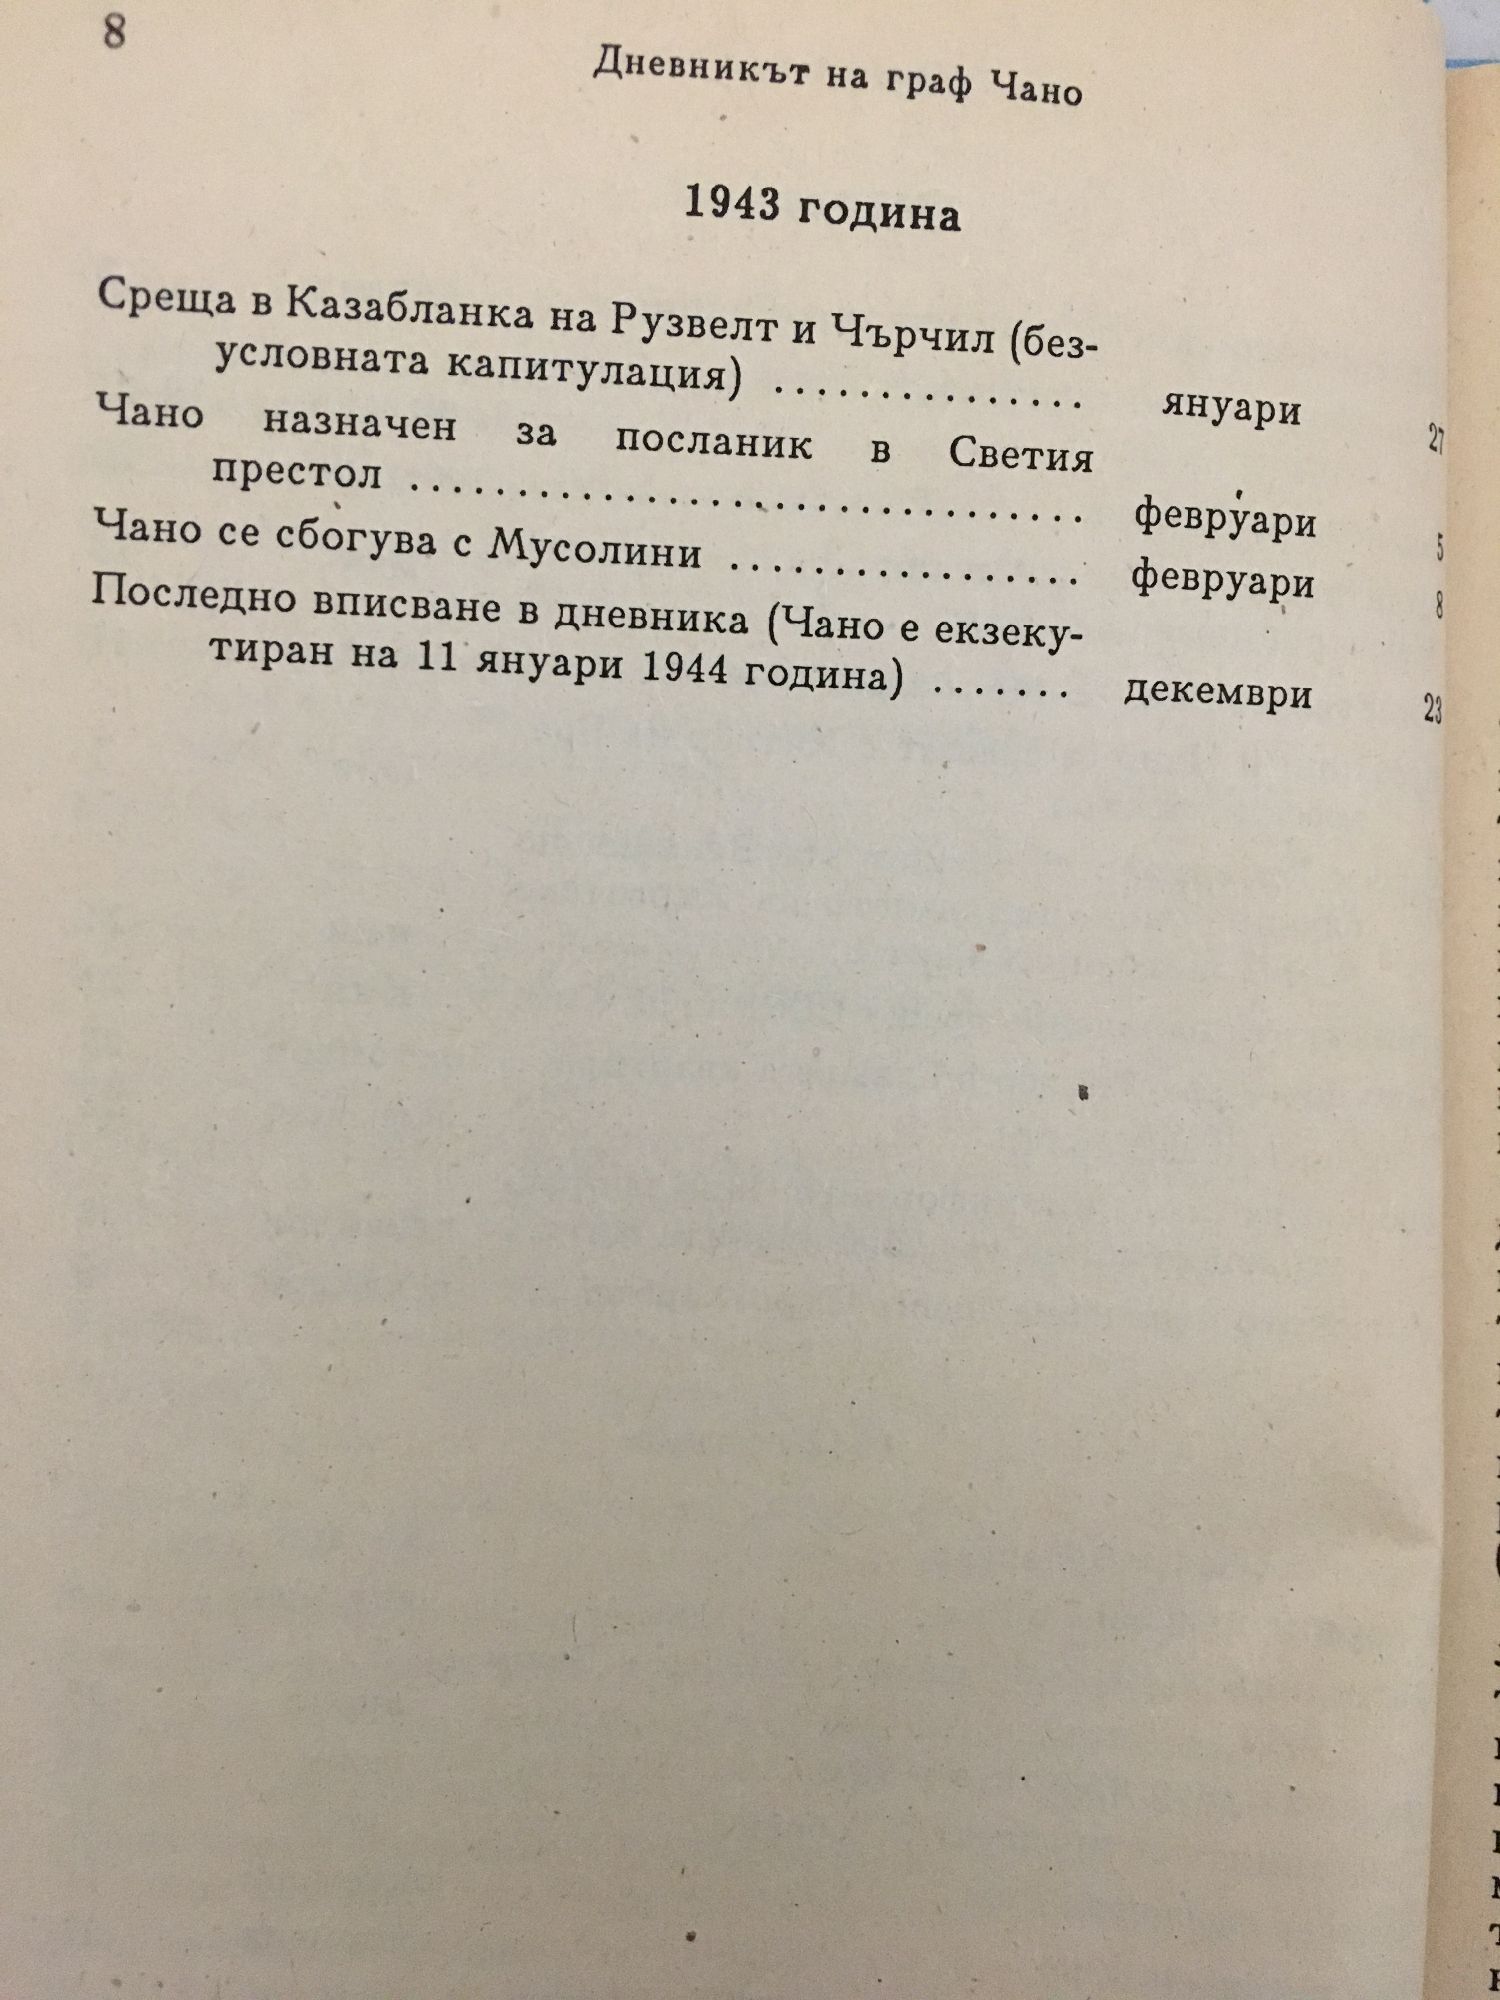 8
Дневникът на граф Чано
1943 година
Среща в Казабланка на Рузвелт и Чърчил (без-
условната капитулация) ............... януари 27
Чано назначен за посланик в Светия
престол ................................ февруари 5
Чано се сбогува с Мусолини ................. февруари 8
Последно вписване в дневника (Чано е екзеку-
тиран на 11 януари 1944 година) ....... декември 23